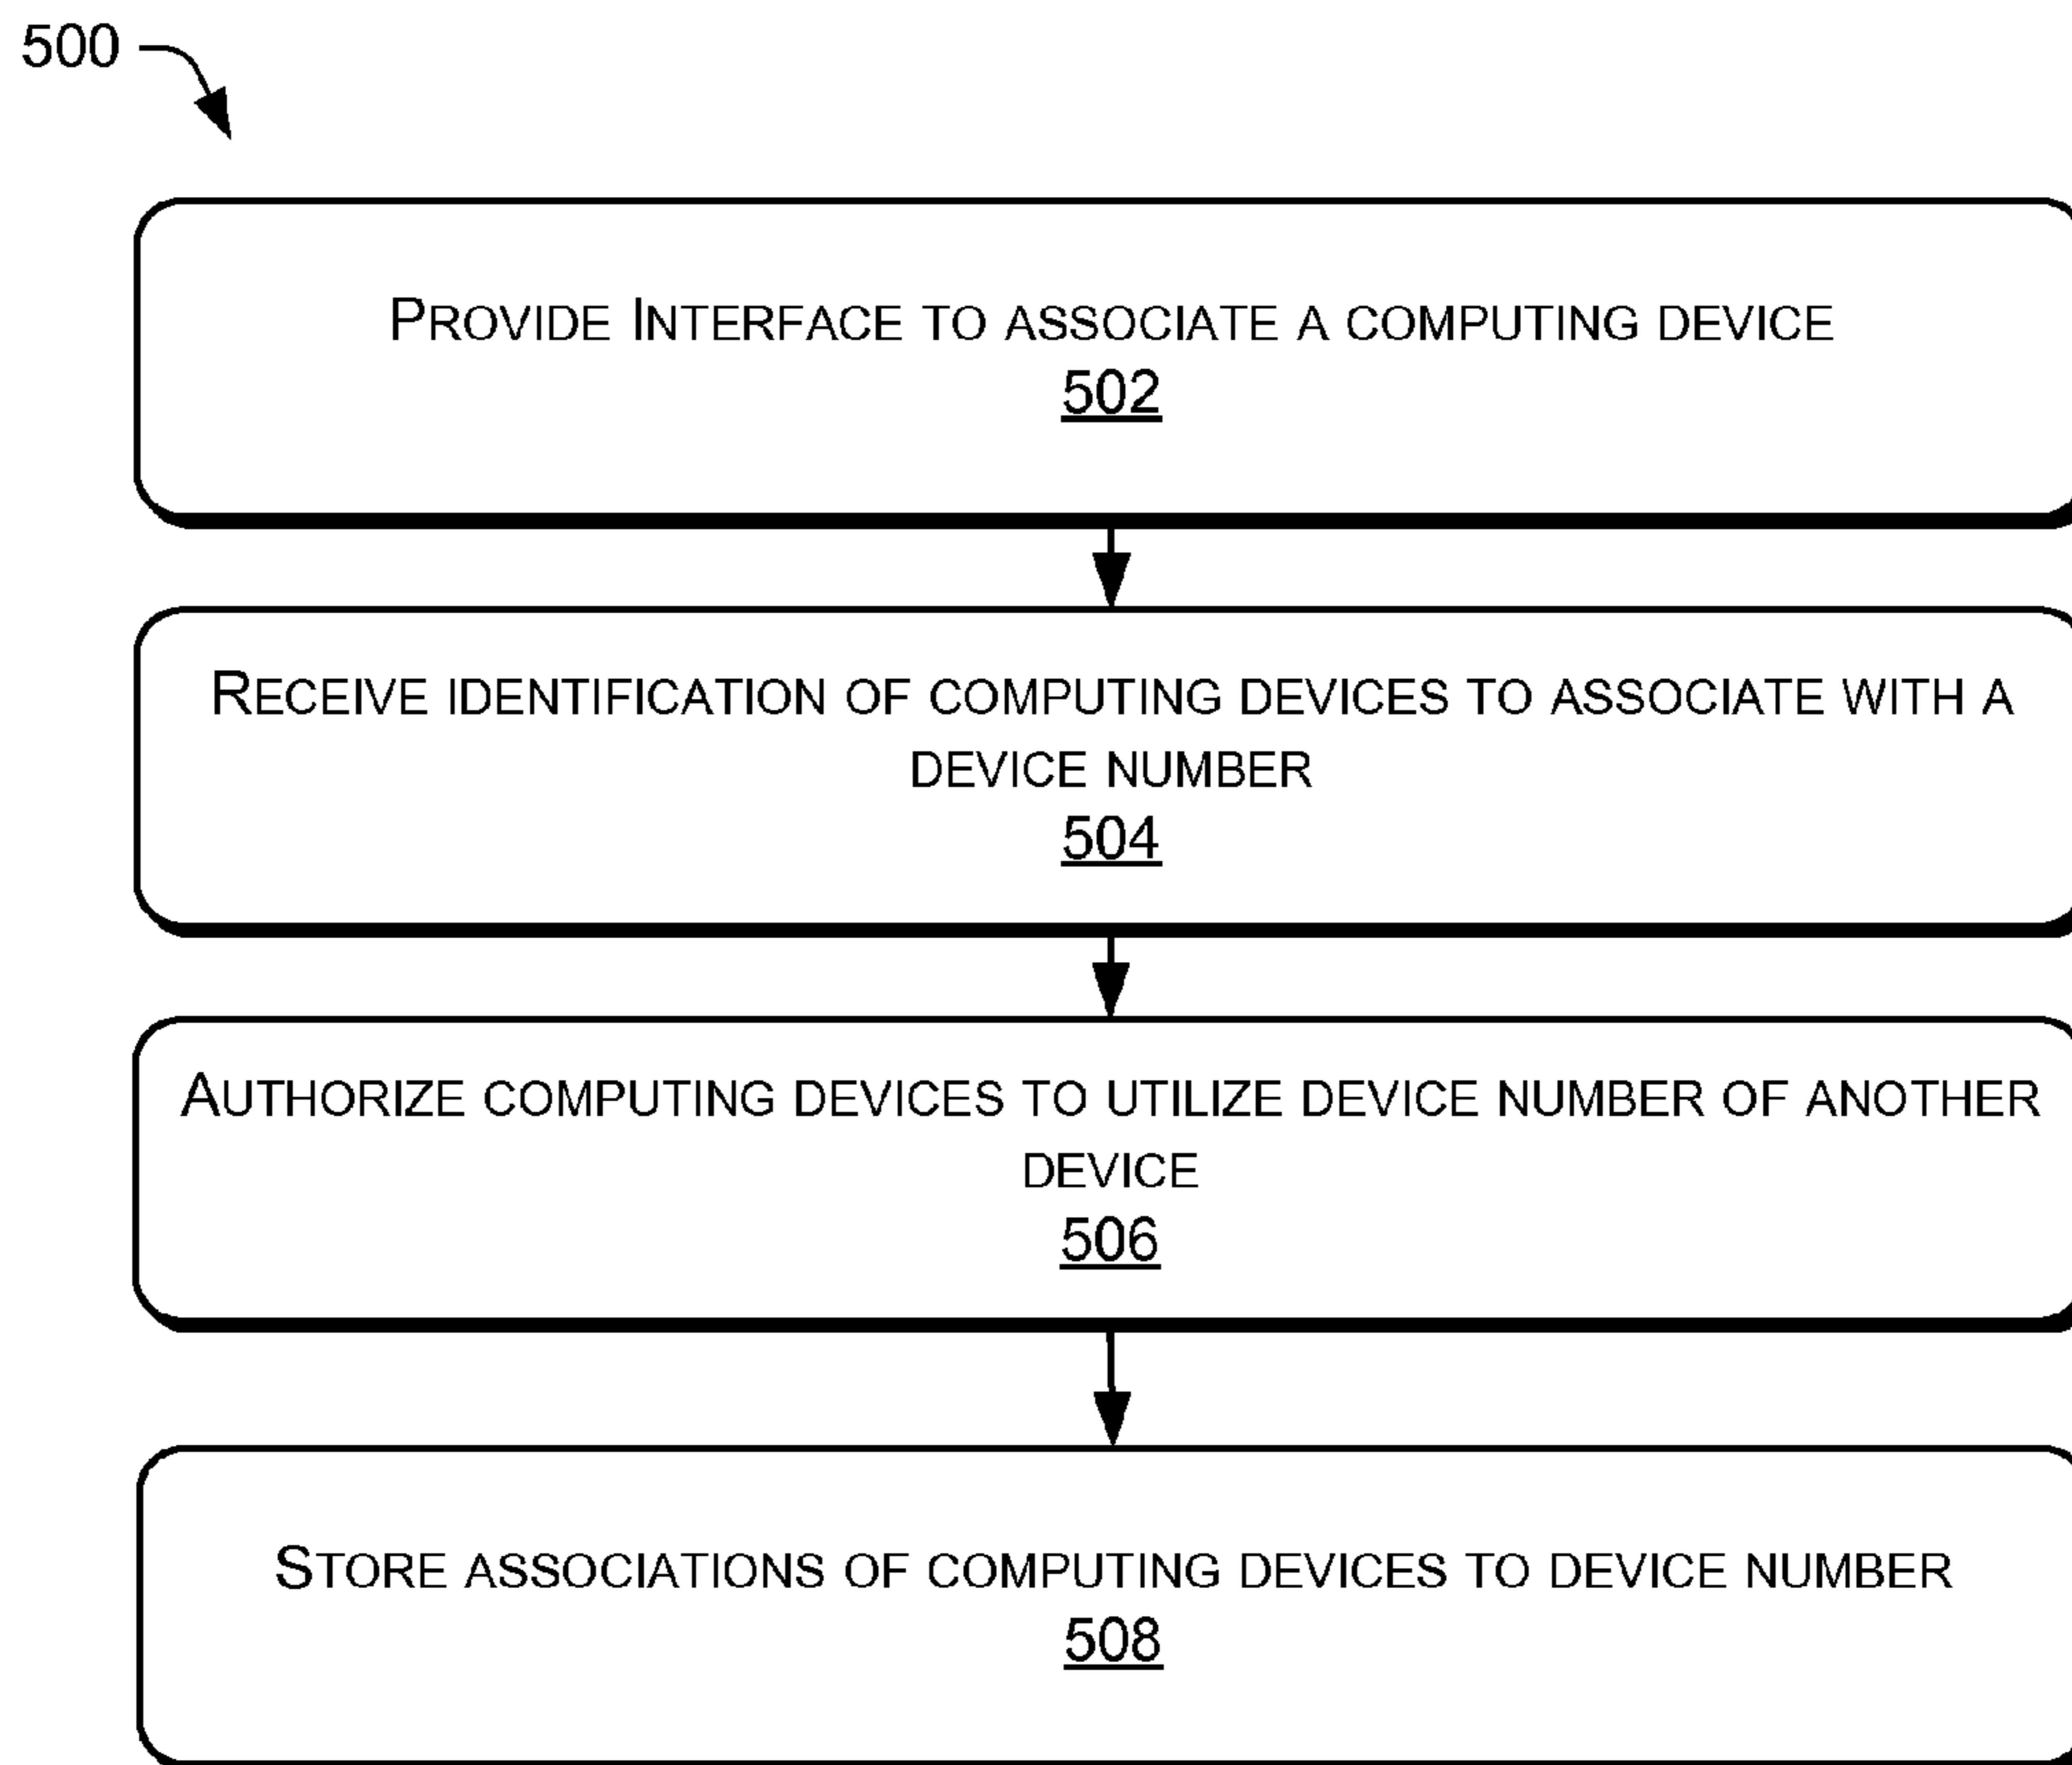 500
PROVIDE INTERFACE TO ASSOCIATE A COMPUTING DEVICE
502
RECEIVE IDENTIFICATION OF COMPUTING DEVICES TO ASSOCIATE WITH A
DEVICE NUMBER
504
AUTHORIZE COMPUTING DEVICES TO UTILIZE DEVICE NUMBER OF ANOTHER
DEVICE
506
STORE ASSOCIATIONS OF COMPUTING DEVICES TO DEVICE NUMBER
508